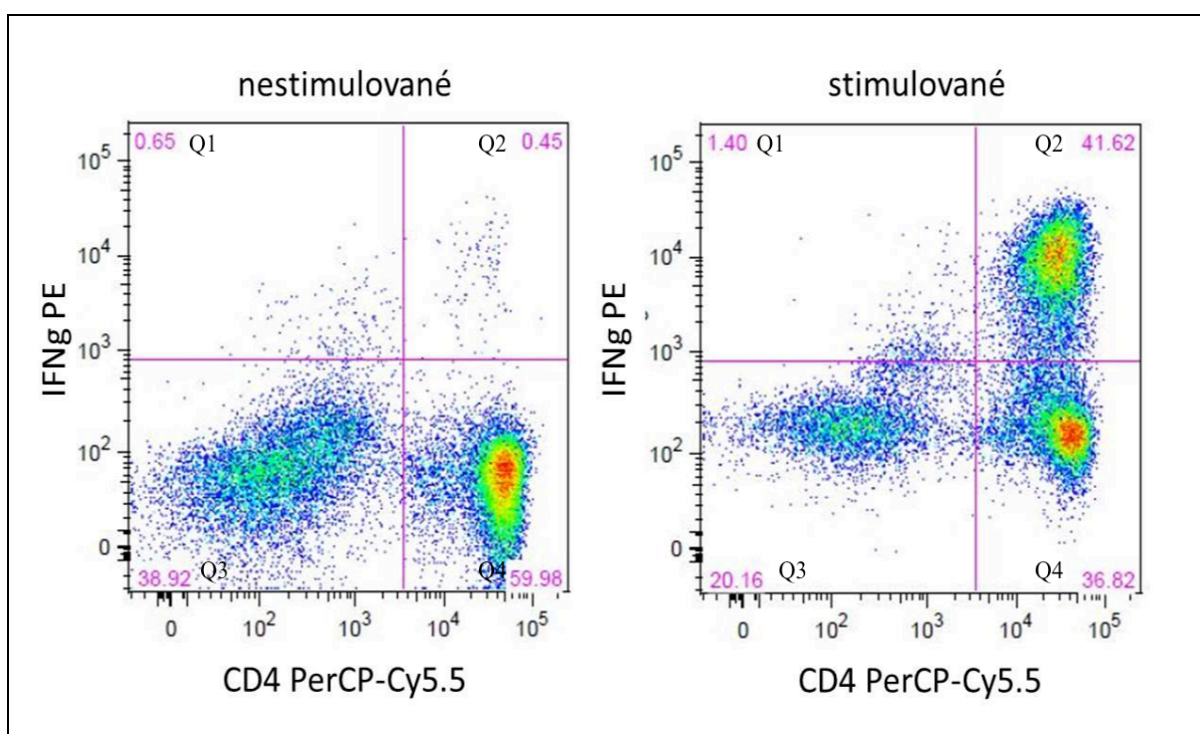 nestimulované
0.65 Q1 Q2 0.45
10^5
10^4
10^3
10^2
0
IFNg PE
38.92 Q3 Q4 59.98
0 10^2 10^3 10^4 10^5
CD4 PerCP-Cy5.5
stimulované
1.40 Q1 Q2 41.62
10^5
10^4
10^3
10^2
0
IFNg PE
20.16 Q3 Q4 36.82
0 10^2 10^3 10^4 10^5
CD4 PerCP-Cy5.5